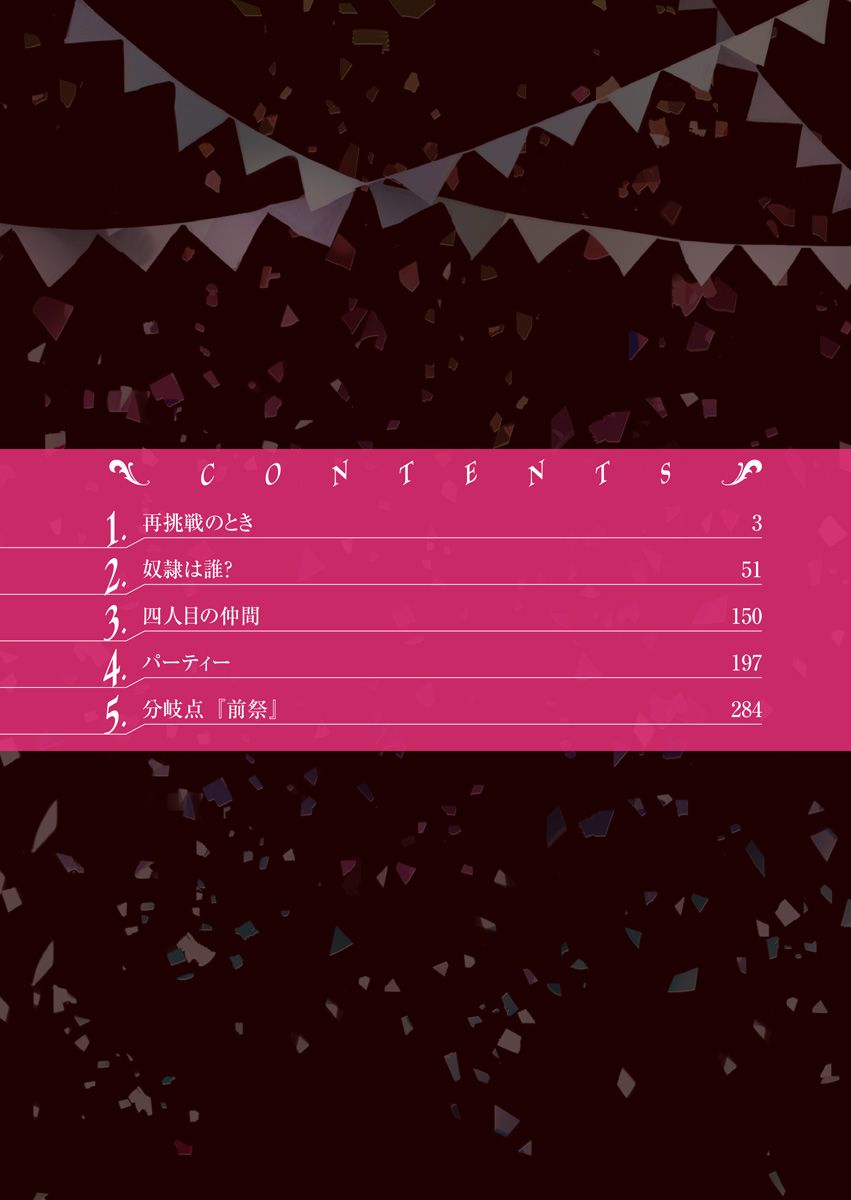 CONTENTS
1. 再挑戦のとき 3
2. 奴隷は誰? 51
3. 四人目の仲間 150
4. パーティー 197
5. 分岐点『前祭』 284